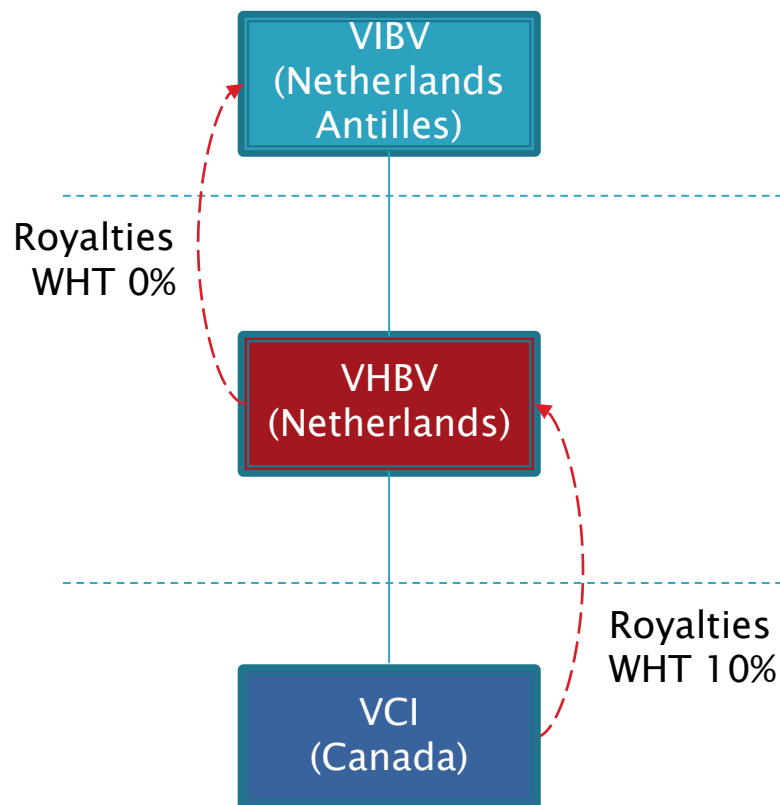 VIBV
(Netherlands
Antilles)
Royalties
WHT 0%
VHBV
(Netherlands)
Royalties
WHT 10%
VCI
(Canada)